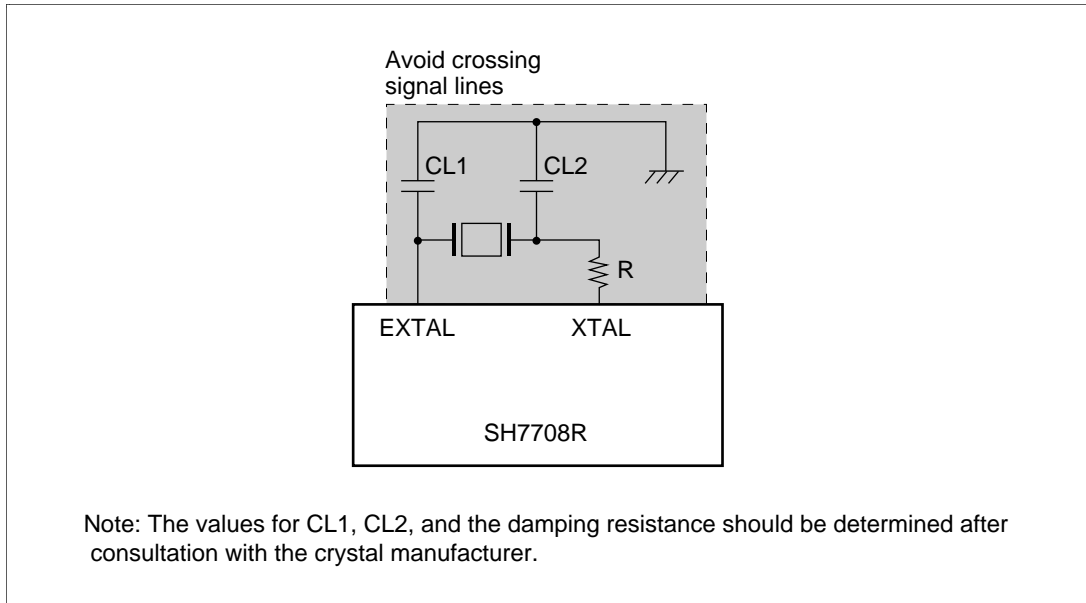 Avoid crossing
signal lines
CL1
CL2
R
EXTAL
XTAL
SH7708R
Note: The values for CL1, CL2, and the damping resistance should be determined after
consultation with the crystal manufacturer.